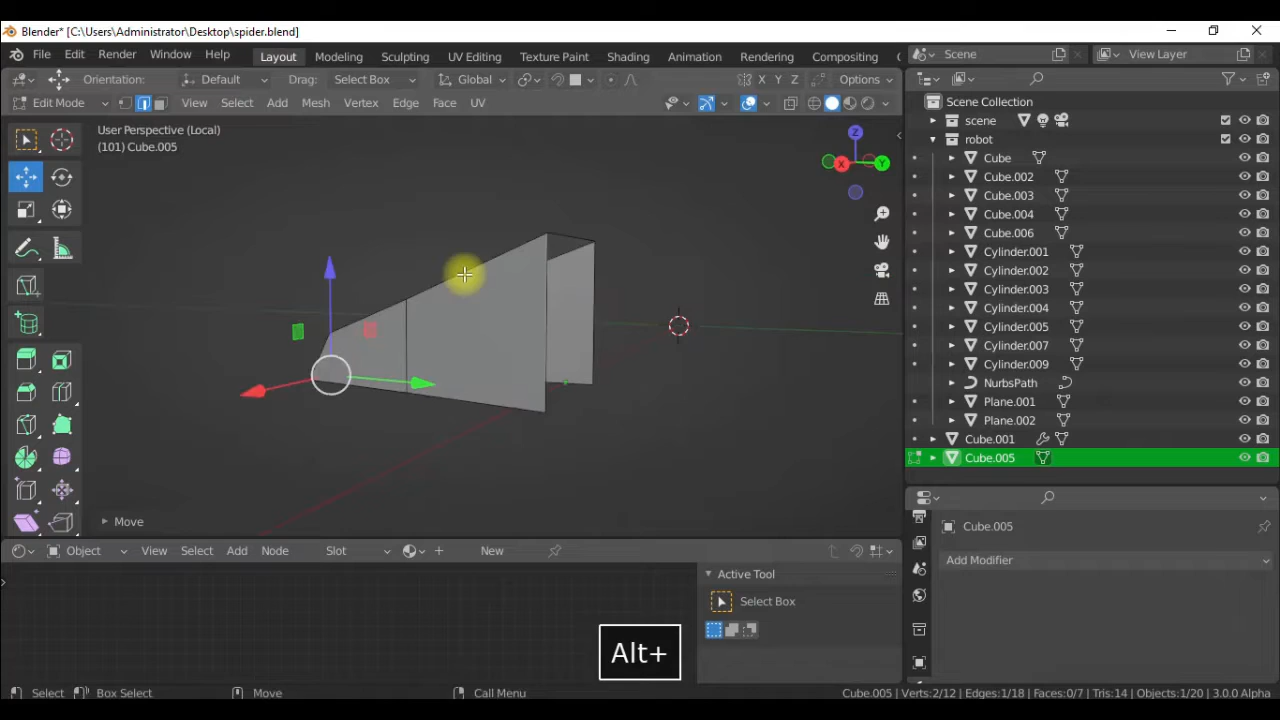 Blender* [C:\Users\Administrator\Desktop\spider.blend]
File Edit Render Window Help Layout Modeling Sculpting UV Editing Texture Paint Shading Animation Rendering Compositing Scene View Layer
Orientation: Default Drag: Select Box Global X Y Z Options
Edit Mode View Select Add Mesh Vertex Edge Face UV
User Perspective (Local)
(101) Cube.005
Z
X
Y
Move
Scene Collection
scene
robot
Cube
Cube.002
Cube.003
Cube.004
Cube.006
Cylinder.001
Cylinder.002
Cylinder.003
Cylinder.004
Cylinder.005
Cylinder.007
Cylinder.009
NurbsPath
Plane.001
Plane.002
Cube.001
Cube.005
Cube.005
Add Modifier
Object View Select Add Node Slot New
Active Tool
Select Box
Alt+
Select Box Select Move Call Menu Cube.005 | Verts:2/12 | Edges:1/18 | Faces:0/7 | Tris:14 | Objects:1/20 | 3.0.0 Alpha